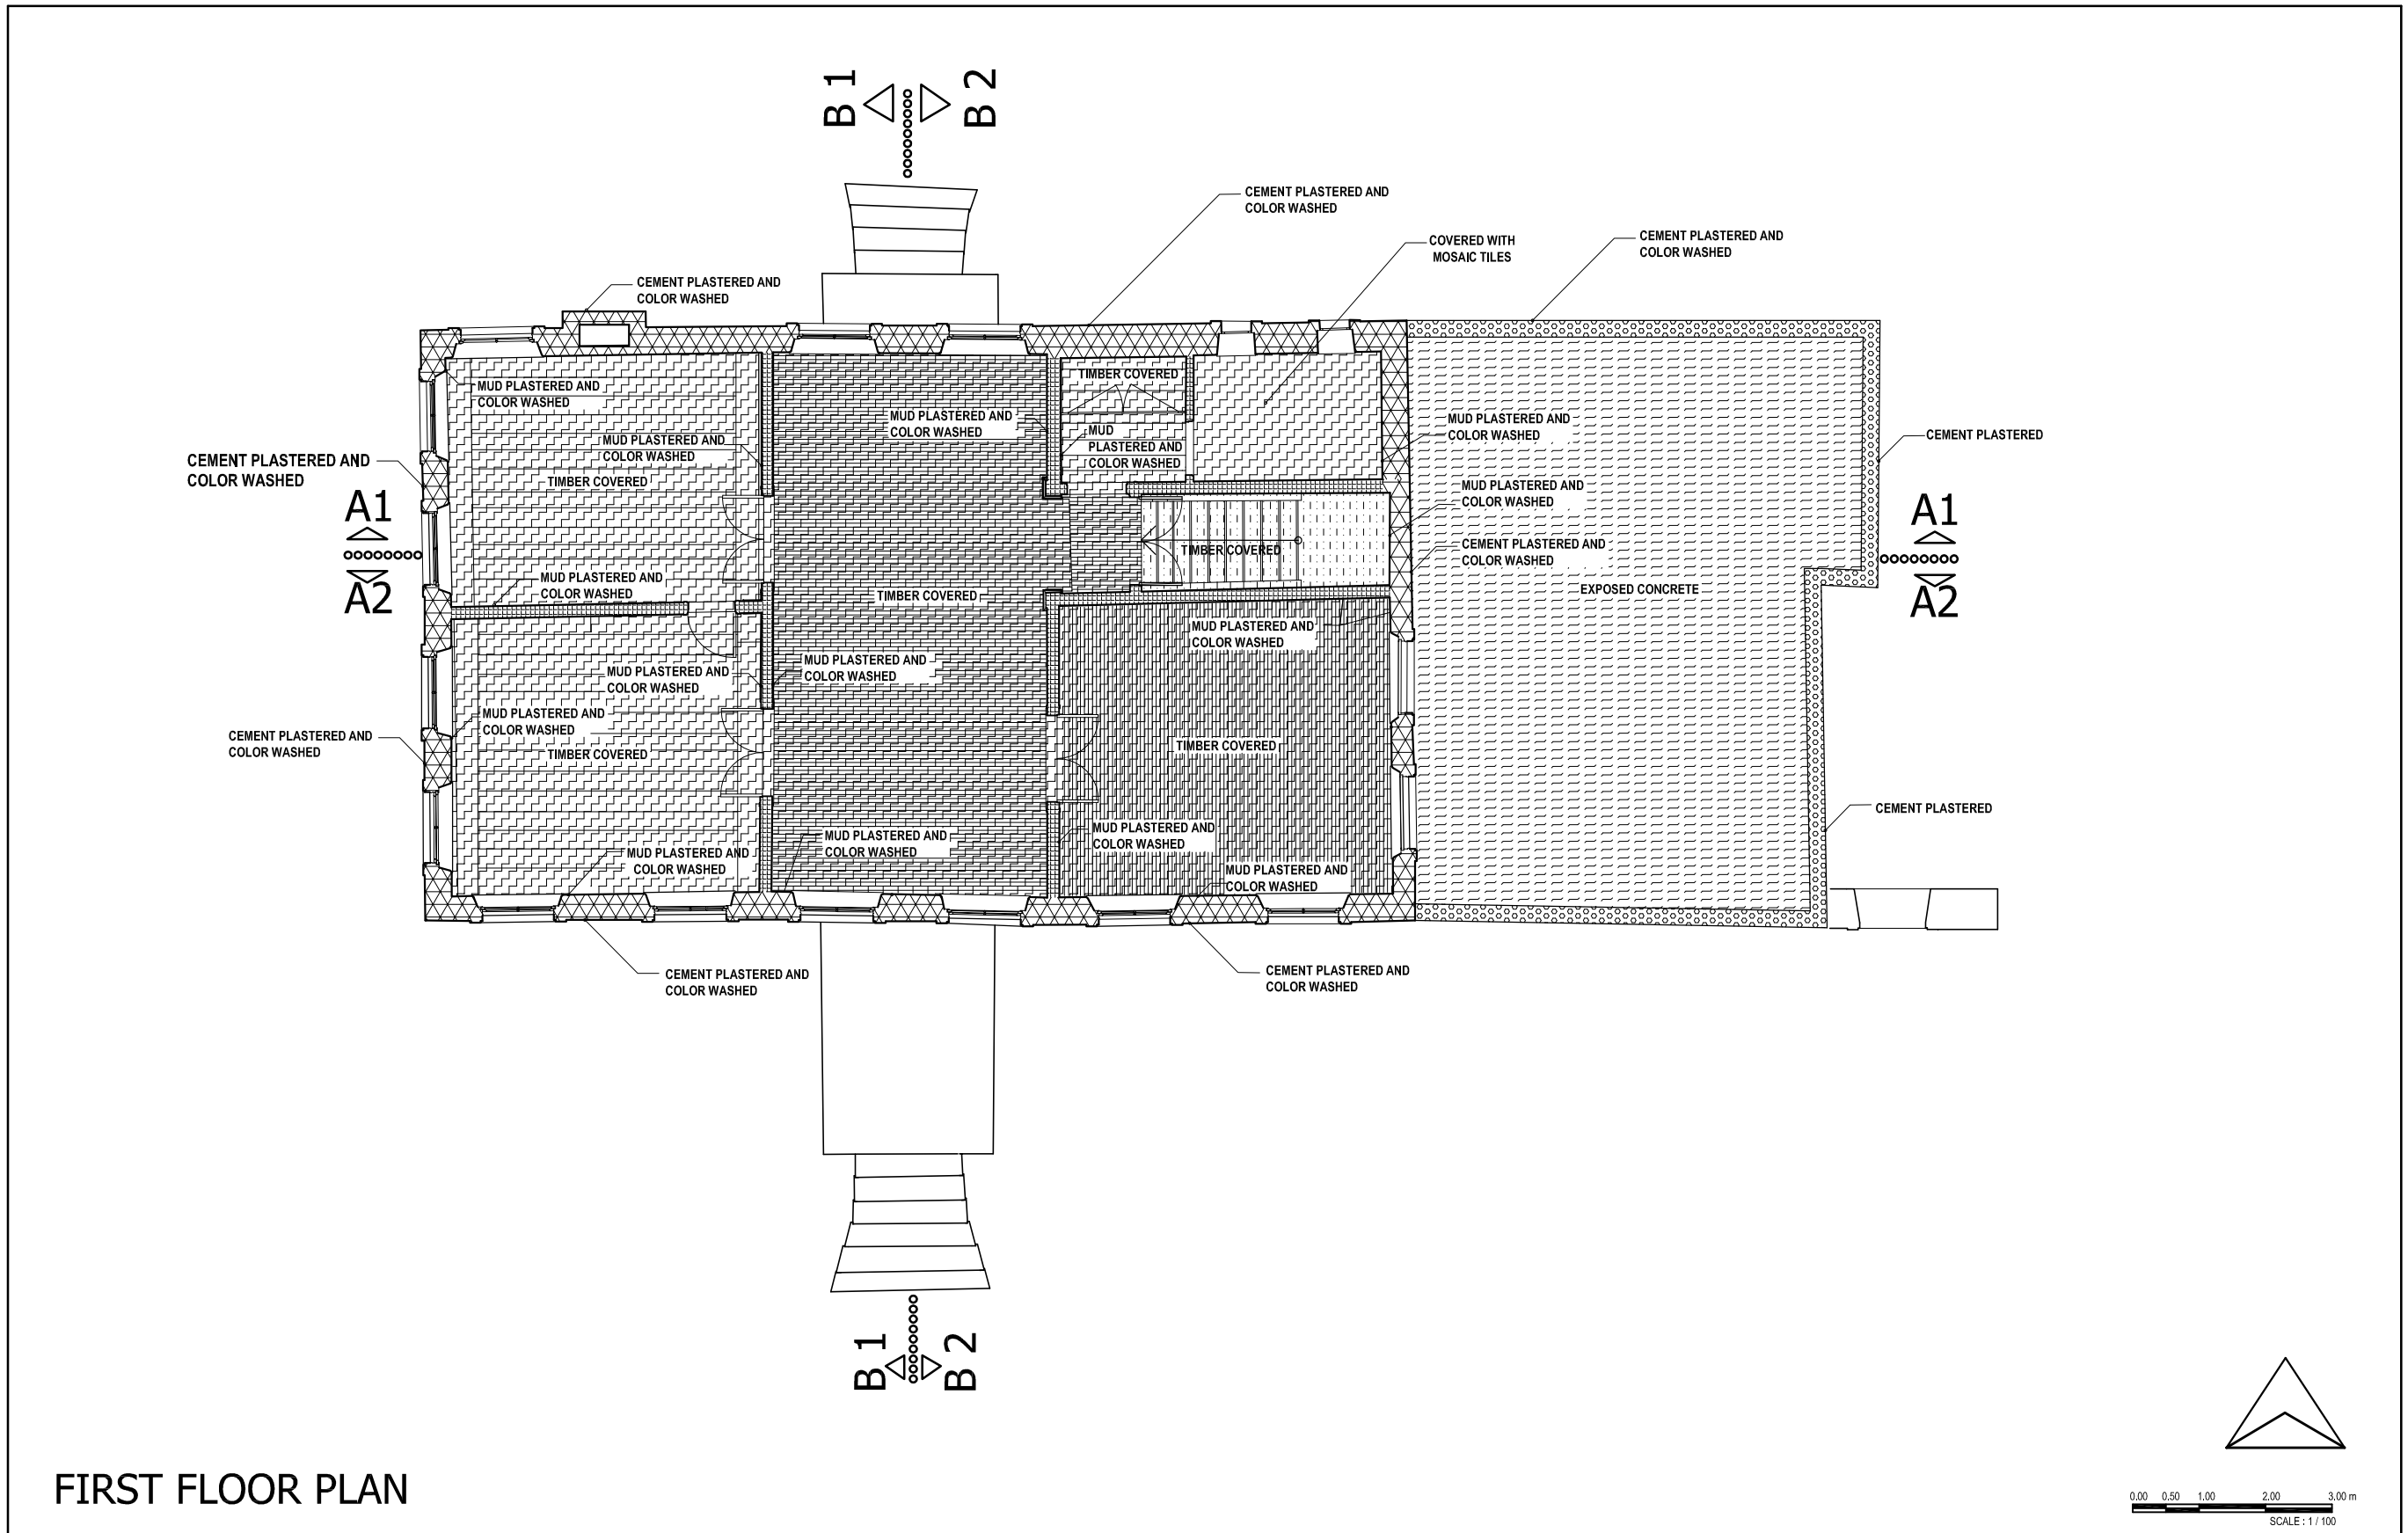 B 1
B 2
CEMENT PLASTERED AND
COLOR WASHED
COVERED WITH
MOSAIC TILES
CEMENT PLASTERED AND
COLOR WASHED
CEMENT PLASTERED AND
COLOR WASHED
TIMBER COVERED
MUD PLASTERED AND
COLOR WASHED
MUD PLASTERED AND
COLOR WASHED
MUD
PLASTERED AND
COLOR WASHED
MUD PLASTERED AND
COLOR WASHED
CEMENT PLASTERED
MUD PLASTERED AND
COLOR WASHED
CEMENT PLASTERED AND
COLOR WASHED
TIMBER COVERED
MUD PLASTERED AND
COLOR WASHED
A1
A2
A1
A2
CEMENT PLASTERED AND
COLOR WASHED
TIMBER COVERED
MUD PLASTERED AND
COLOR WASHED
EXPOSED CONCRETE
TIMBER COVERED
MUD PLASTERED AND
COLOR WASHED
MUD PLASTERED AND
COLOR WASHED
MUD PLASTERED AND
COLOR WASHED
MUD PLASTERED AND
COLOR WASHED
CEMENT PLASTERED AND
COLOR WASHED
TIMBER COVERED
TIMBER COVERED
CEMENT PLASTERED
MUD PLASTERED AND
COLOR WASHED
MUD PLASTERED AND
COLOR WASHED
MUD PLASTERED AND
COLOR WASHED
MUD PLASTERED AND
COLOR WASHED
CEMENT PLASTERED AND
COLOR WASHED
CEMENT PLASTERED AND
COLOR WASHED
B 1
B 2
FIRST FLOOR PLAN
0.00 0.50 1.00 2.00 3.00 m
SCALE : 1 / 100